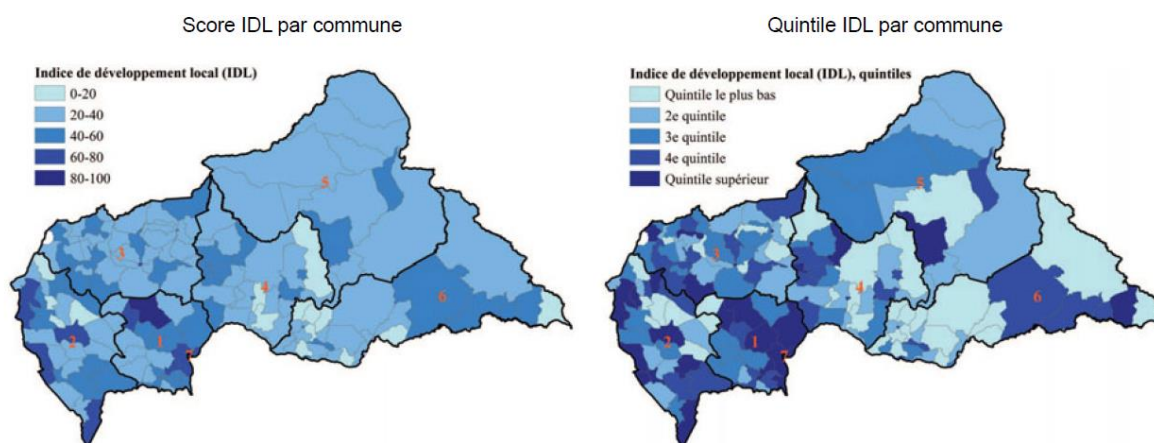 Score IDL par commune
Indice de développement local (IDL)
0-20
20-40
40-60
60-80
80-100
5
3
4
6
2
1
7
Quintile IDL par commune
Indice de développement local (IDL), quintiles
Quintile le plus bas
2e quintile
3e quintile
4e quintile
Quintile supérieur
5
3
4
6
2
1
7